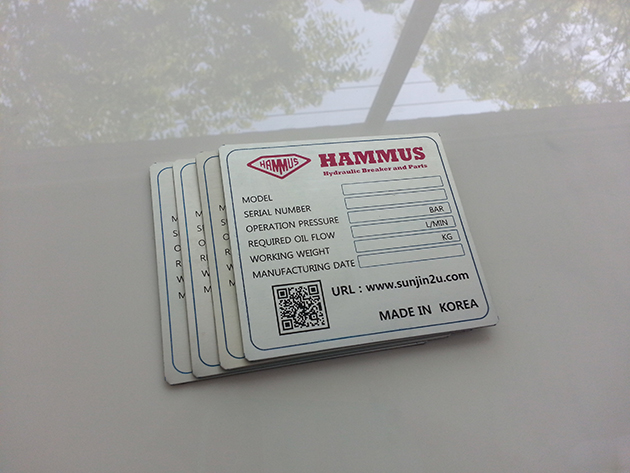 HAMMUS
HAMMUS
Hydraulic Breaker and Parts
MODEL
SERIAL NUMBER
OPERATION PRESSURE BAR
REQUIRED OIL FLOW L/MIN
WORKING WEIGHT KG
MANUFACTURING DATE
URL : www.sunjin2u.com
MADE IN KOREA